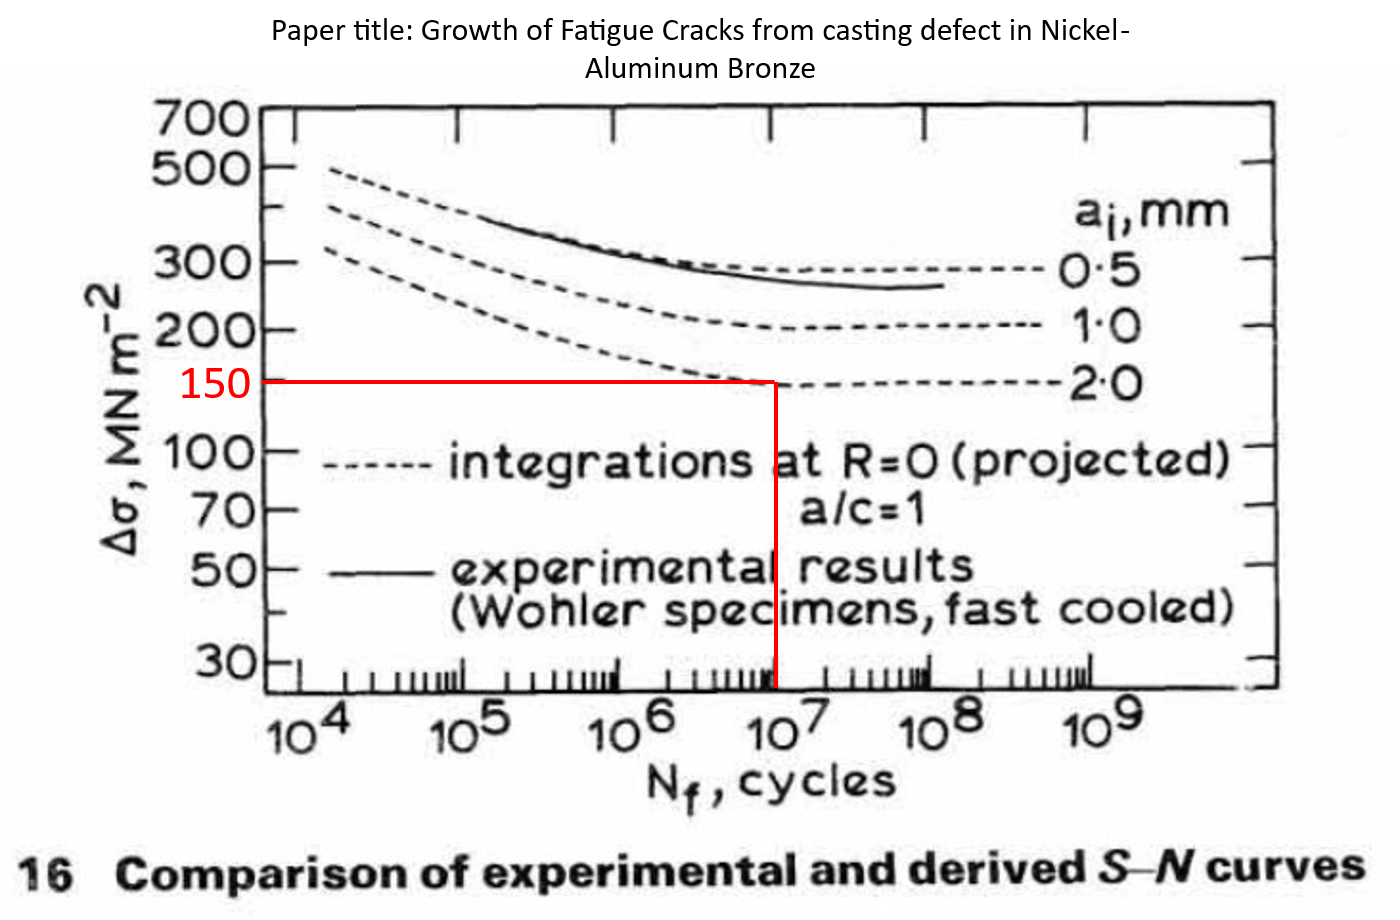 Paper title: Growth of Fatigue Cracks from casting defect in Nickel-
Aluminum Bronze
700
500
300
200
150
100
70
50
30
Δσ, MN m⁻²
aᵢ, mm
0·5
1·0
2·0
integrations at R=0 (projected)
a/c=1
experimental results
(Wohler specimens, fast cooled)
10⁴ 10⁵ 10⁶ 10⁷ 10⁸ 10⁹
N_f, cycles
16 Comparison of experimental and derived S–N curves